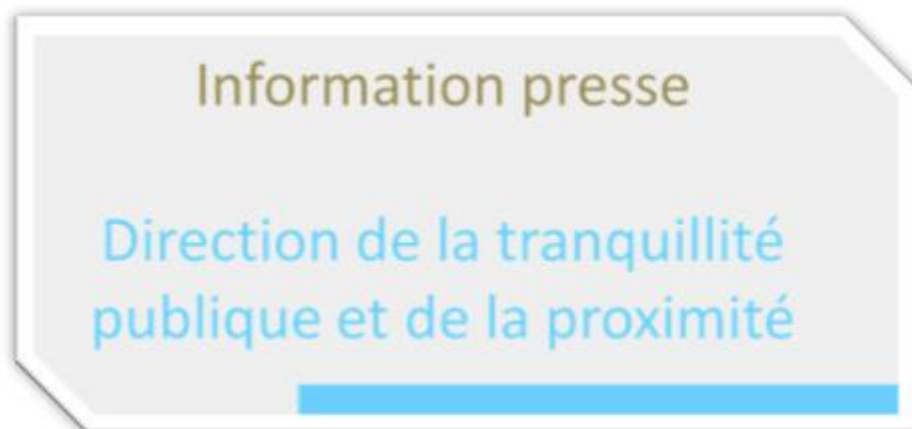 Information presse
Direction de la tranquillité
publique et de la proximité